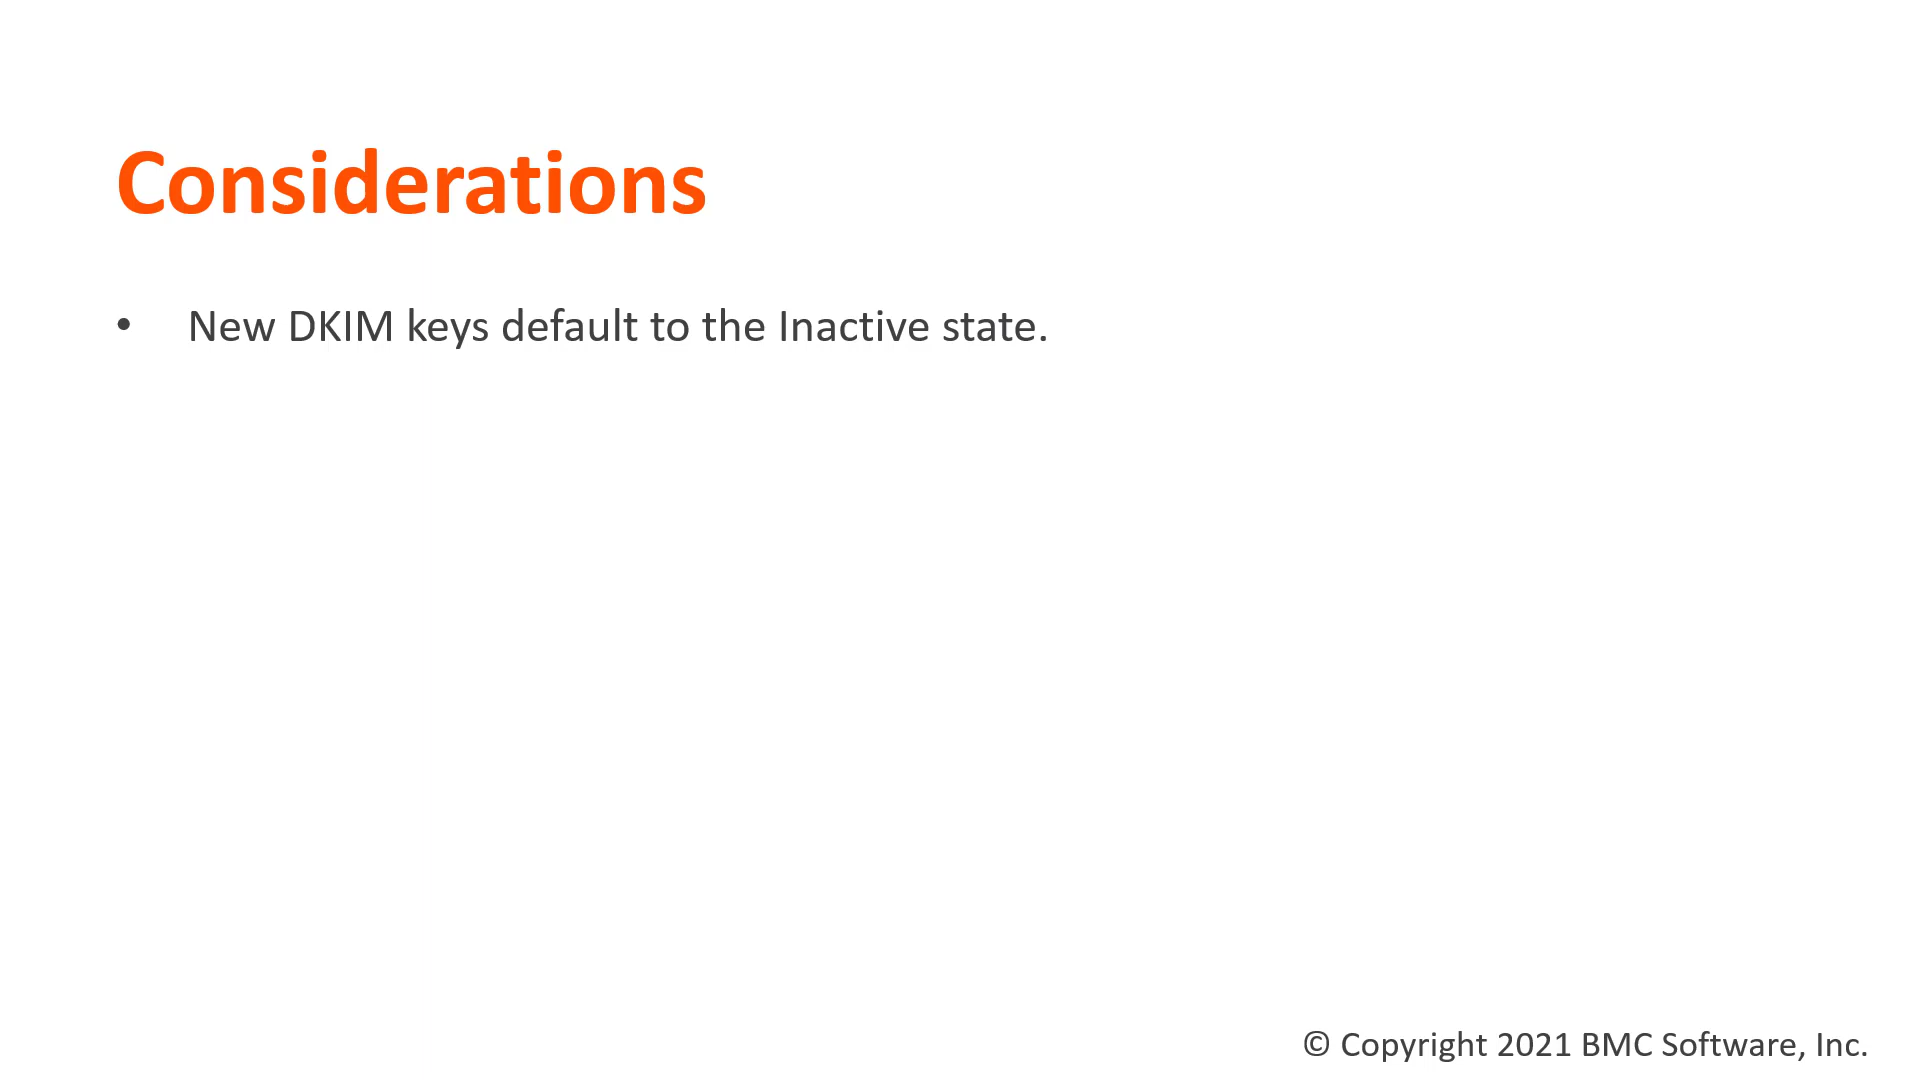 Considerations
• New DKIM keys default to the Inactive state.
© Copyright 2021 BMC Software, Inc.